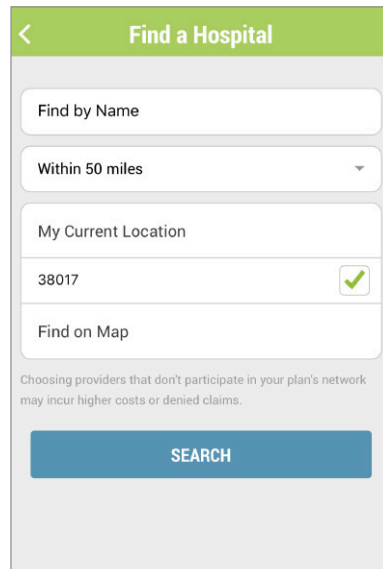 Find a Hospital
Find by Name
Within 50 miles
My Current Location
38017
Find on Map
Choosing providers that don't participate in your plan's network
may incur higher costs or denied claims.
SEARCH